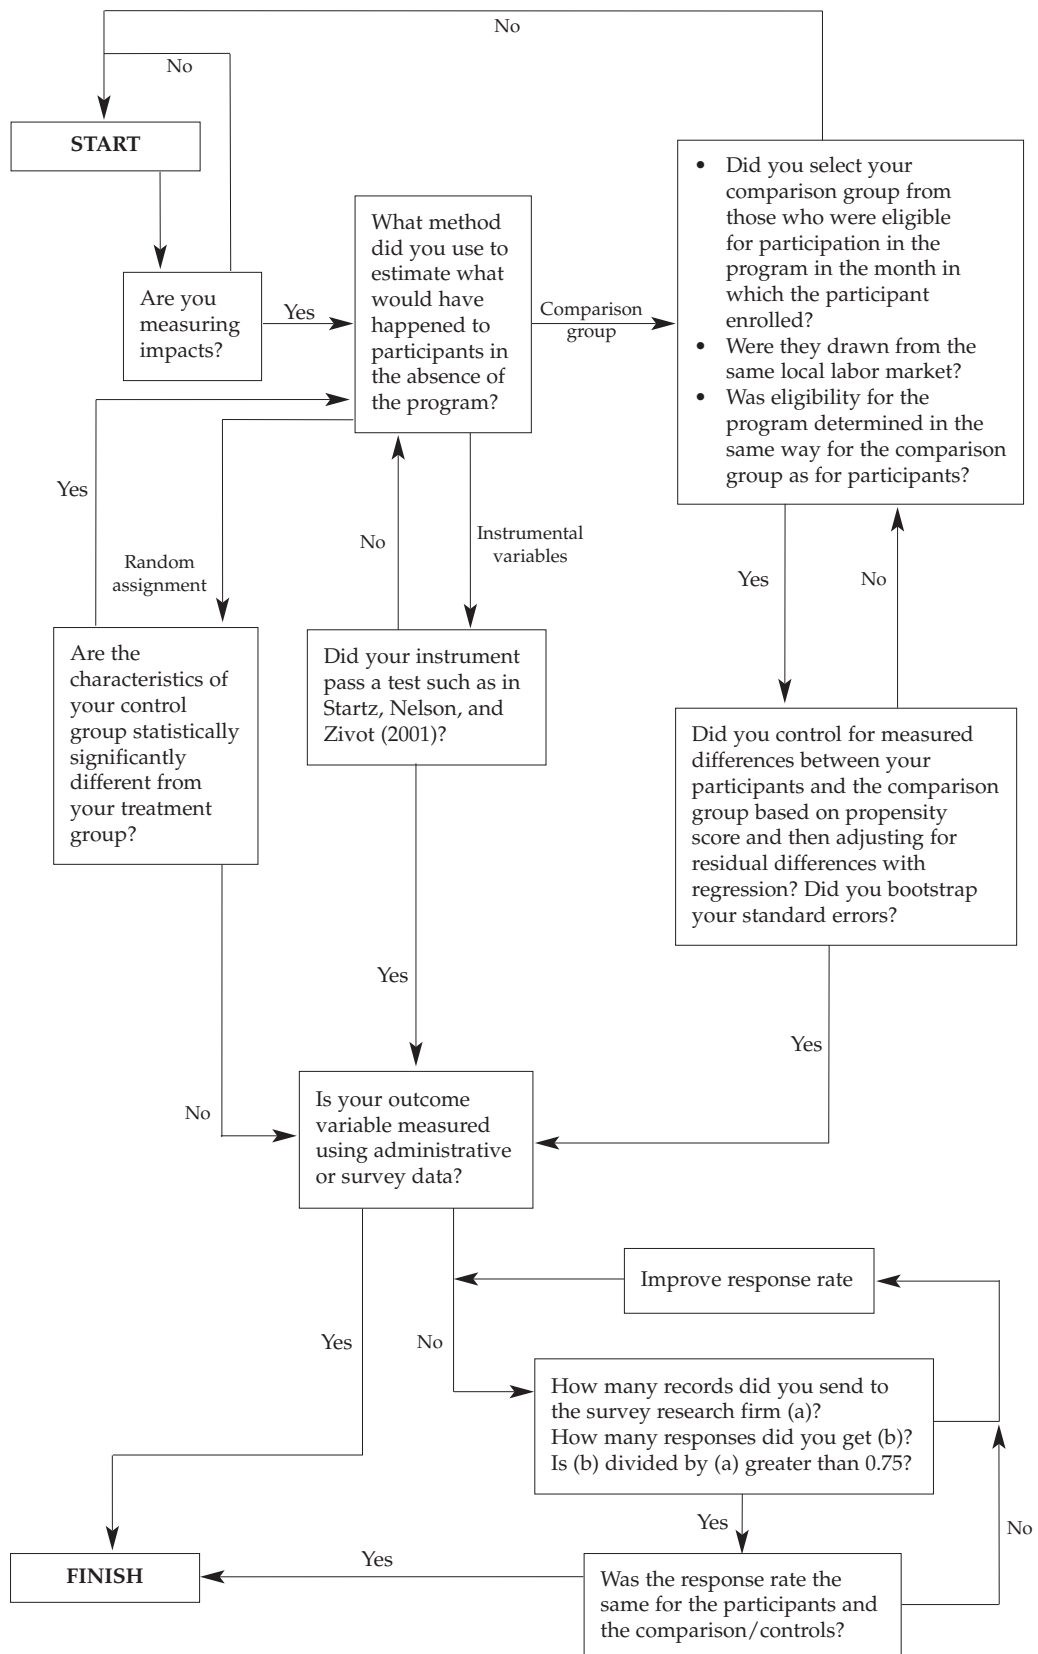 No
No
START
What method
did you use to
estimate what
would have
happened to
participants in
the absence of
the program?
• Did you select your
comparison group from
those who were eligible
for participation in the
program in the month in
which the participant
enrolled?
• Were they drawn from the
same local labor market?
• Was eligibility for the
program determined in the
same way for the comparison
group as for participants?
Are you
measuring
impacts?
Yes
Comparison
group
Yes
Random
assignment
No
Instrumental
variables
Yes
No
Are the
characteristics of
your control
group statistically
significantly
different from
your treatment
group?
Did your instrument
pass a test such as in
Startz, Nelson, and
Zivot (2001)?
Did you control for measured
differences between your
participants and the comparison
group based on propensity
score and then adjusting for
residual differences with
regression? Did you bootstrap
your standard errors?
Yes
Yes
No
Is your outcome
variable measured
using administrative
or survey data?
Improve response rate
Yes
No
How many records did you send to
the survey research firm (a)?
How many responses did you get (b)?
Is (b) divided by (a) greater than 0.75?
Yes
No
FINISH
Yes
Was the response rate the
same for the participants and
the comparison/controls?